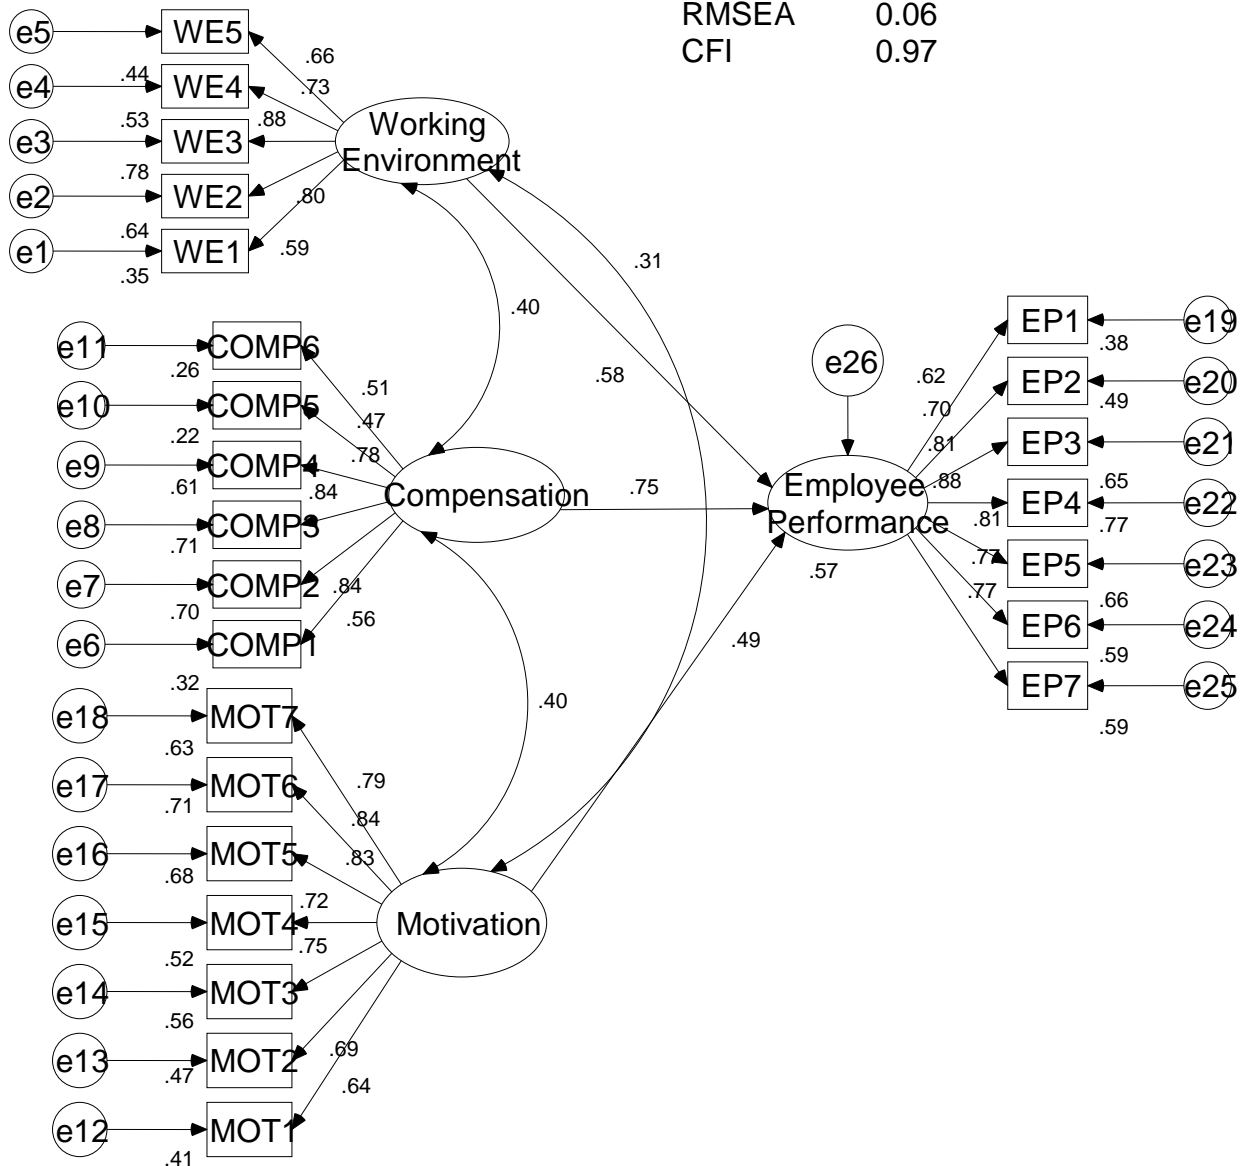 RMSEA 0.06
CFI 0.97
e5 WE5
.66
.44
e4 WE4
.73
.53
e3 WE3
.88
.78
e2 WE2
.80
.64
e1 WE1
.59
.35
Working
Environment
.31
.40
.58
e11 COMP6
.26
.51
e10 COMP5
.47
.22
e9 COMP4
.78
.61
e8 COMP3
.84
.71
e7 COMP2
.84
.70
e6 COMP1
.56
.32
Compensation
.75
.40
.49
e18 MOT7
.63
.79
e17 MOT6
.71
.84
e16 MOT5
.83
.68
e15 MOT4
.72
.52
.75
e14 MOT3
.56
e13 MOT2
.69
.47
.64
e12 MOT1
.41
Motivation
e26
Employee
Performance
.57
EP1 e19
.38
.62
EP2 e20
.70
.49
EP3 e21
.81
.65
EP4 e22
.88
.77
EP5 e23
.81
.66
EP6 e24
.77
.59
EP7 e25
.77
.59